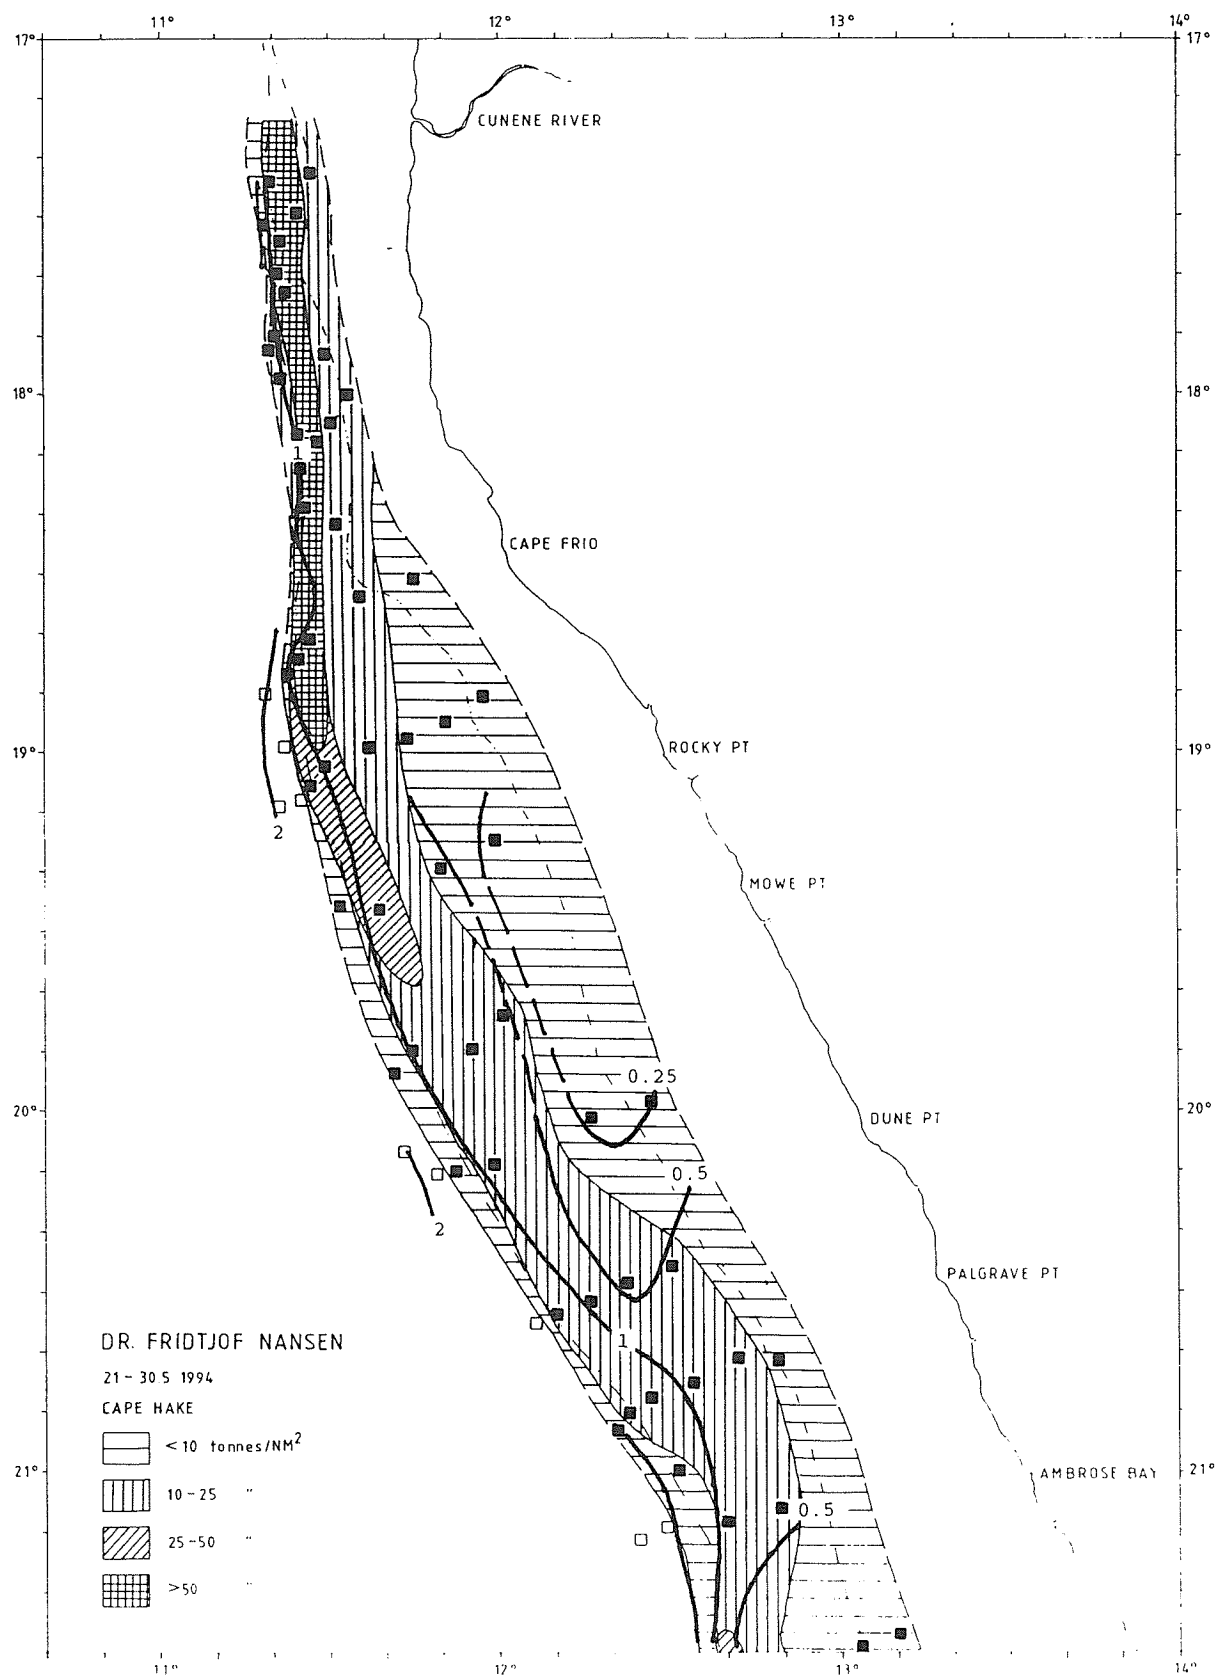 11° 12° 13° 14°
17° 17°
CUNENE RIVER
18° 18°
1
CAPE FRIO
ROCKY PT
19° 19°
2
MOWE PT
0.25
20° 20°
DUNE PT
0.5
2
PALGRAVE PT
1
DR. FRIDTJOF NANSEN
21-30.5 1994
CAPE HAKE
<10 tonnes/NM²
10-25 "
25-50 "
>50 "
21° 21°
AMBROSE BAY
0.5
11° 12° 13° 14°